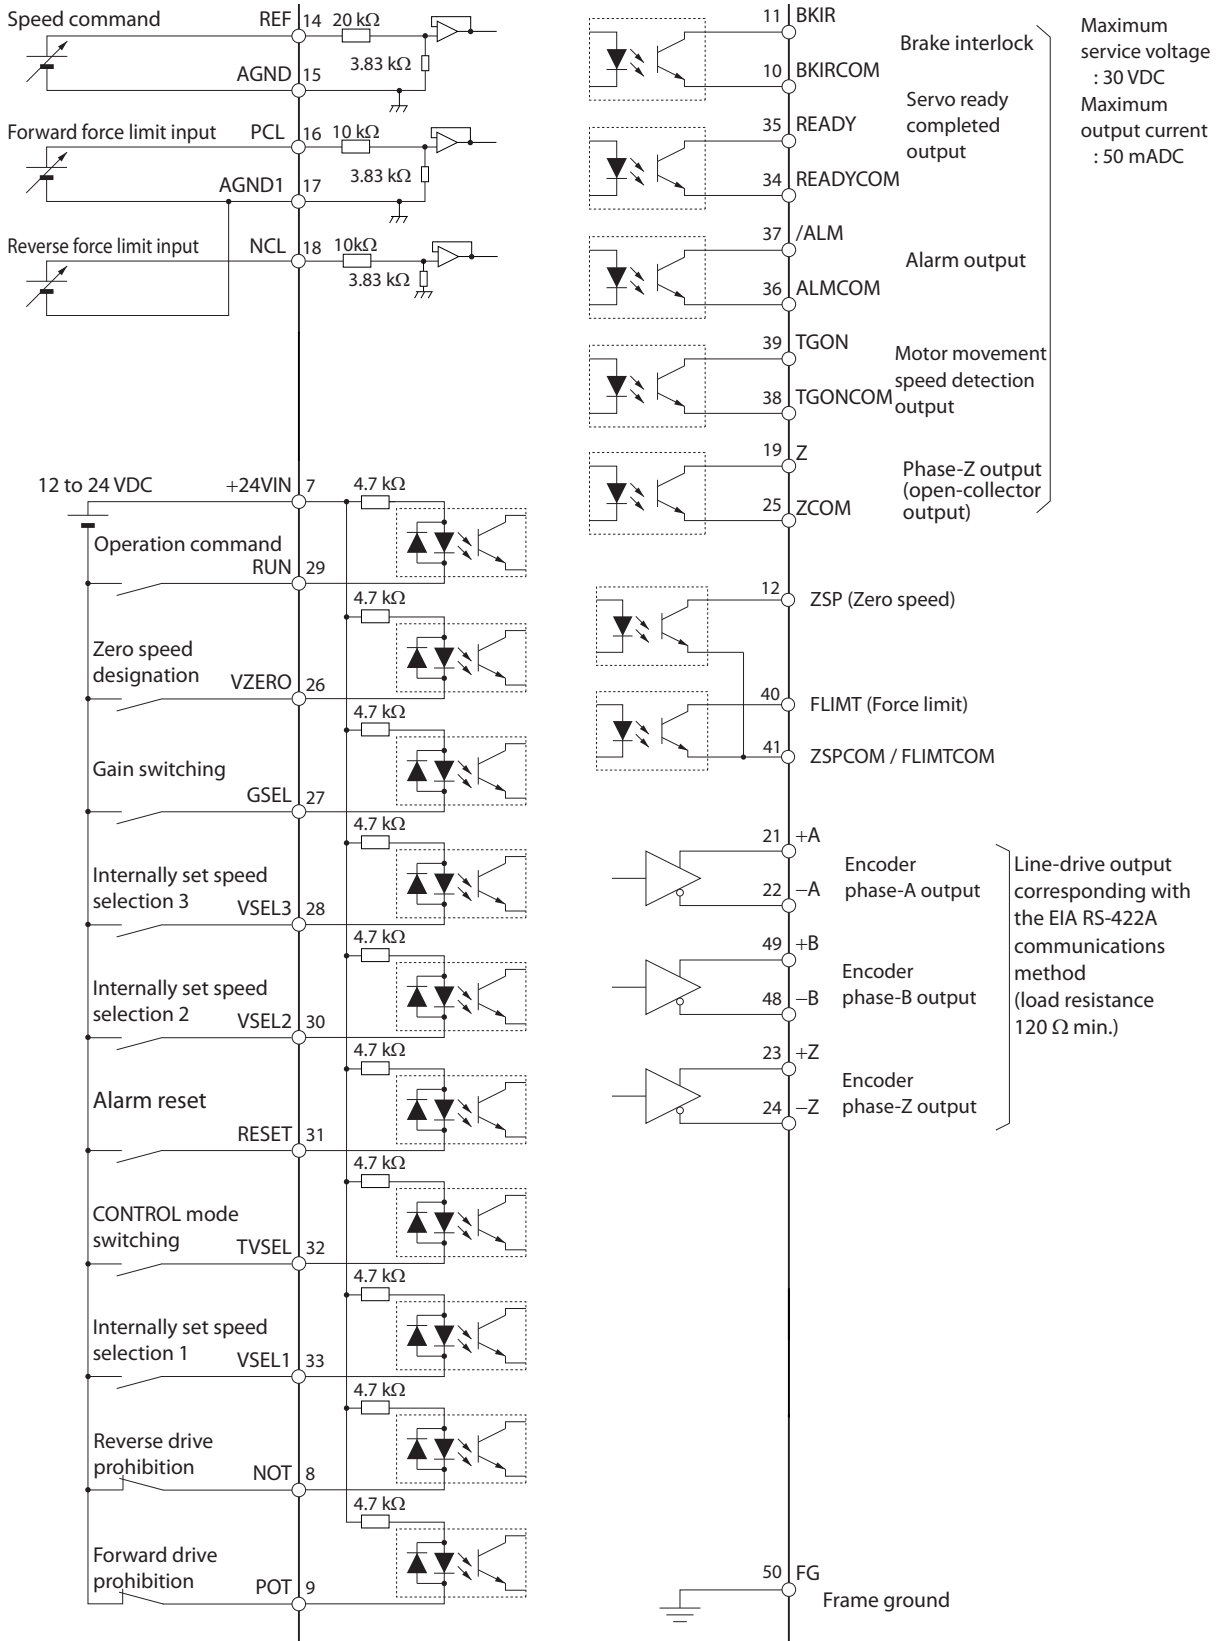 Speed command
REF 14 20 kΩ
3.83 kΩ
AGND 15
Forward force limit input PCL 16 10 kΩ
3.83 kΩ
AGND1 17
Reverse force limit input NCL 18 10kΩ
3.83 kΩ
12 to 24 VDC +24VIN 7 4.7 kΩ
Operation command
RUN 29
4.7 kΩ
Zero speed
designation
VZERO 26
4.7 kΩ
Gain switching
GSEL 27
4.7 kΩ
Internally set speed
selection 3
VSEL3 28
4.7 kΩ
Internally set speed
selection 2
VSEL2 30
4.7 kΩ
Alarm reset
RESET 31
4.7 kΩ
CONTROL mode
switching
TVSEL 32
4.7 kΩ
Internally set speed
selection 1
VSEL1 33
4.7 kΩ
Reverse drive
prohibition
NOT 8
4.7 kΩ
Forward drive
prohibition
POT 9
11 BKIR
Brake interlock
10 BKIRCOM
Servo ready
completed
output
35 READY
34 READYCOM
37 /ALM
Alarm output
36 ALMCOM
39 TGON
Motor movement
speed detection
output
38 TGONCOM
19 Z
Phase-Z output
(open-collector
output)
25 ZCOM
Maximum
service voltage
: 30 VDC
Maximum
output current
: 50 mADC
12 ZSP (Zero speed)
40 FLIMT (Force limit)
41 ZSPCOM / FLIMTCOM
21 +A
Encoder
phase-A output
22 −A
49 +B
Encoder
phase-B output
48 −B
23 +Z
Encoder
phase-Z output
24 −Z
Line-drive output
corresponding with
the EIA RS-422A
communications
method
(load resistance
120 Ω min.)
50 FG
Frame ground